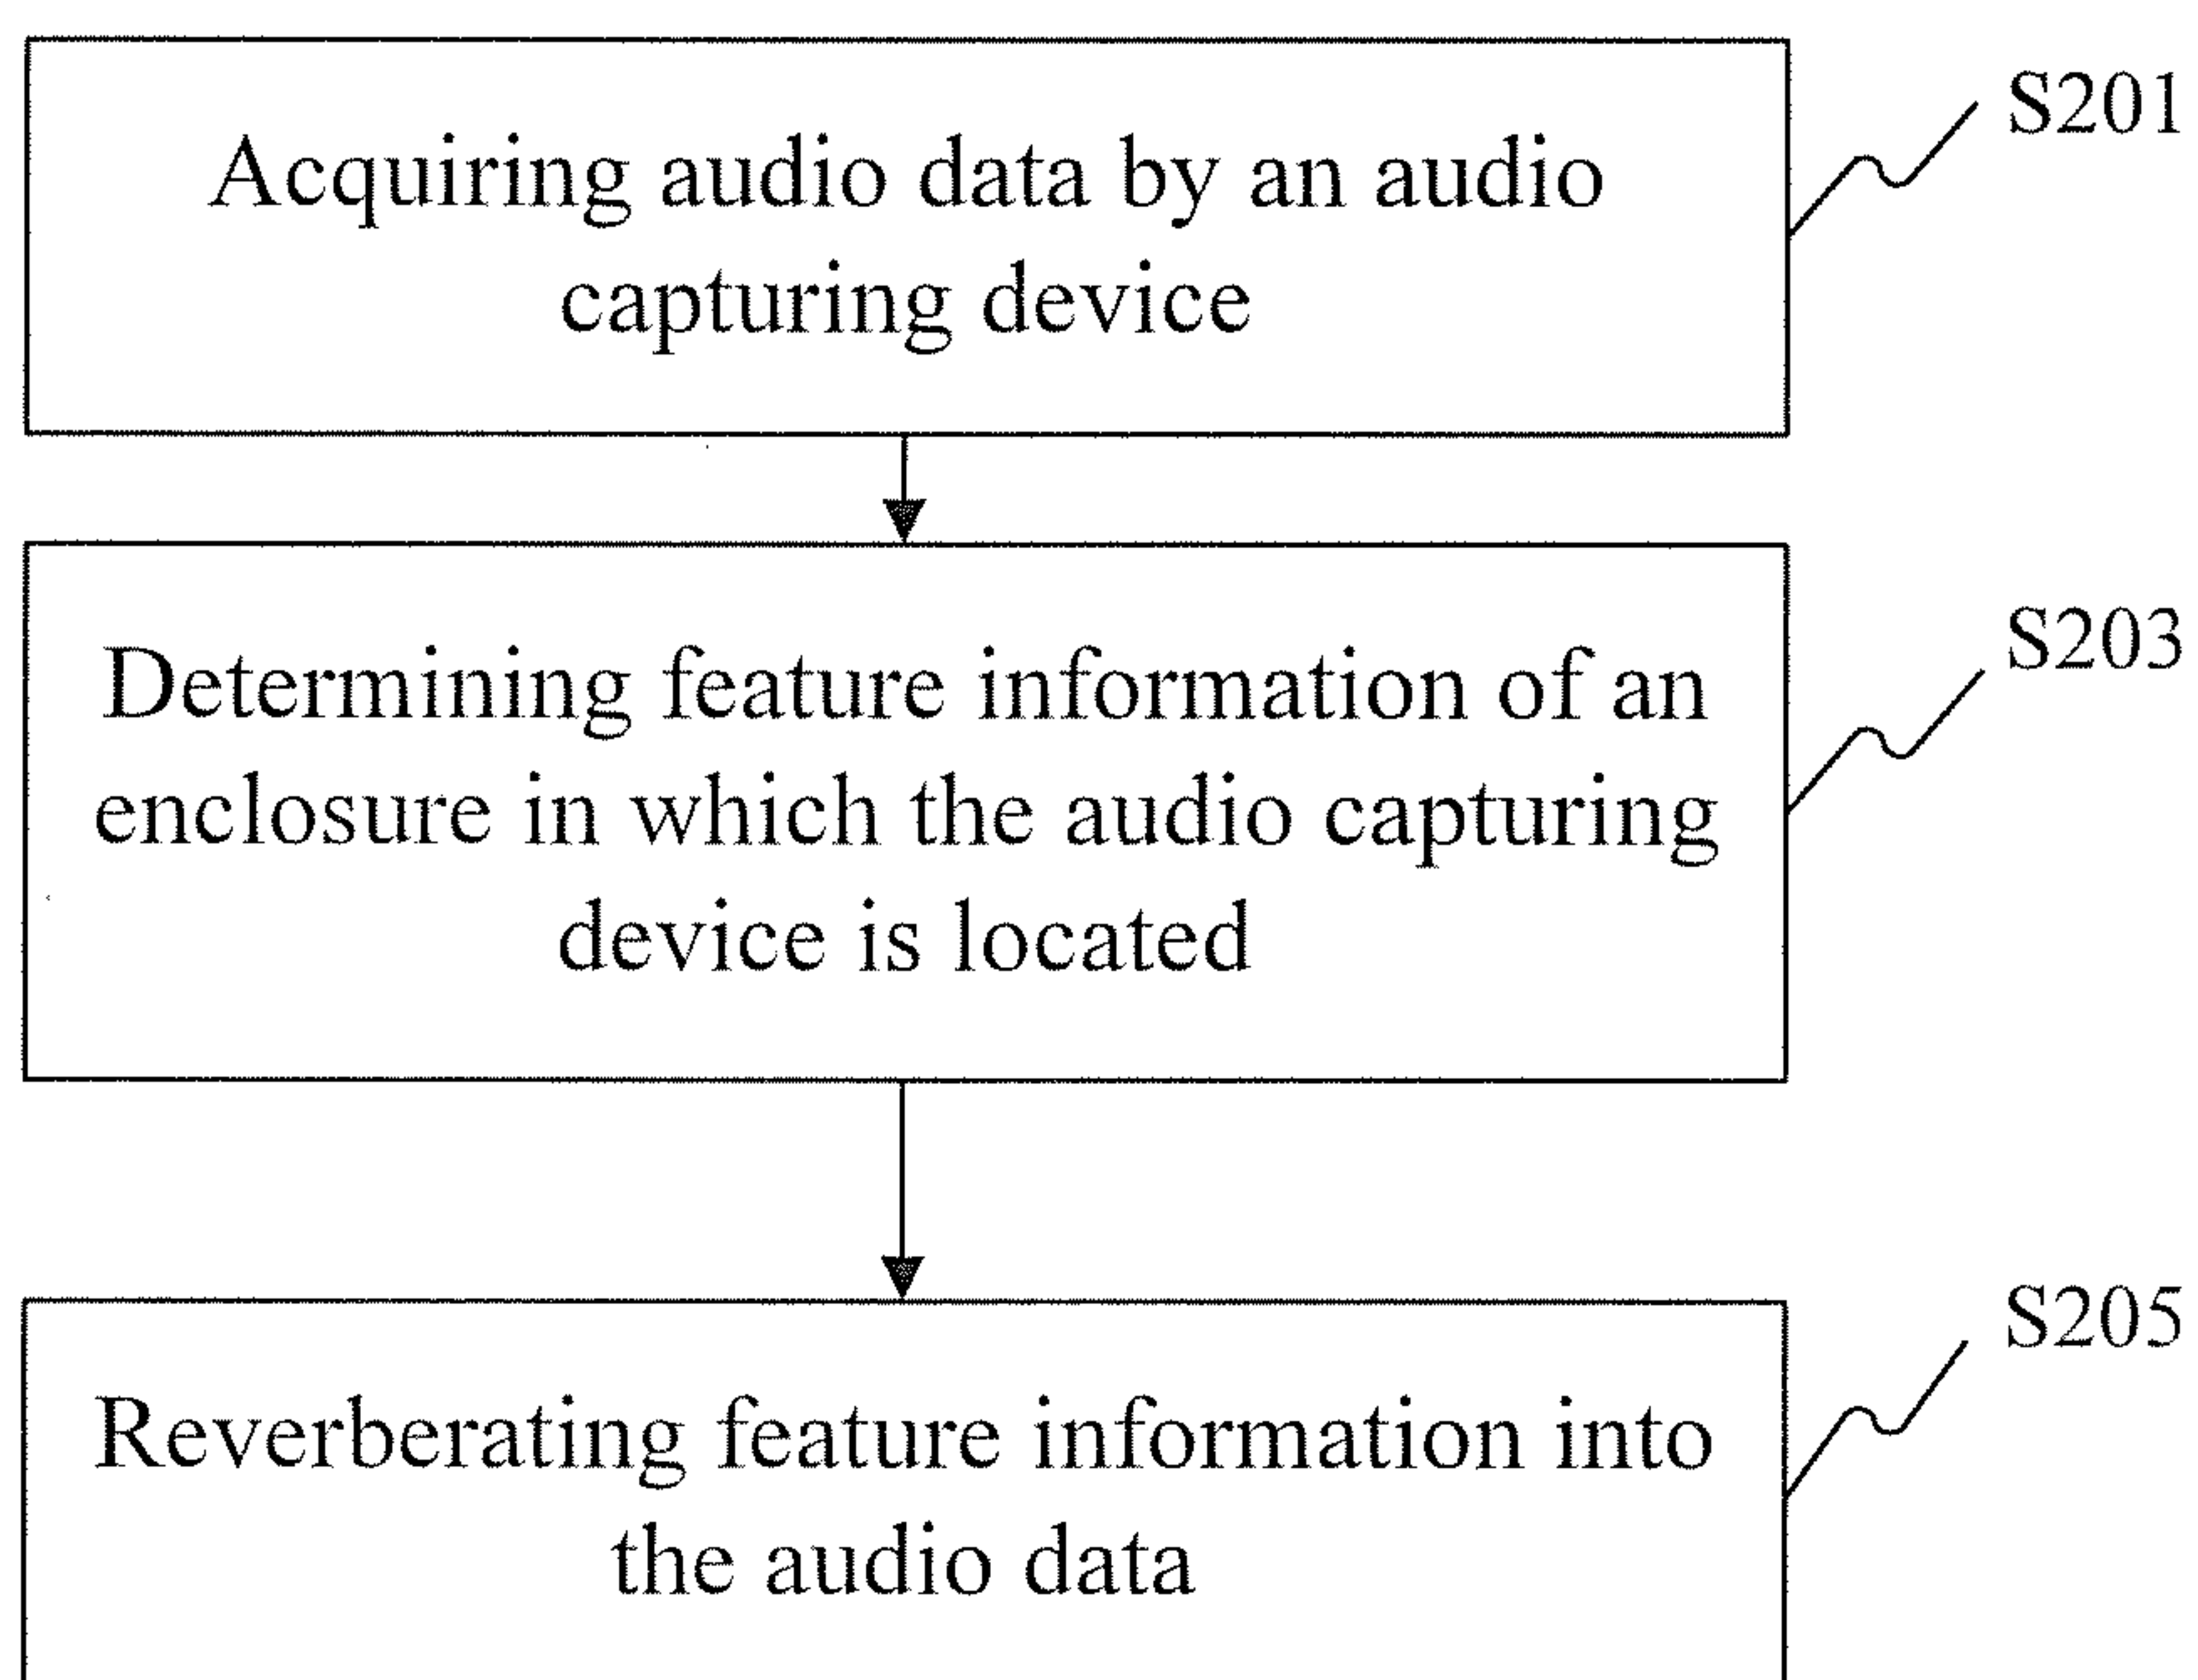 Acquiring audio data by an audio
capturing device
S201
Determining feature information of an
enclosure in which the audio capturing
device is located
S203
Reverberating feature information into
the audio data
S205